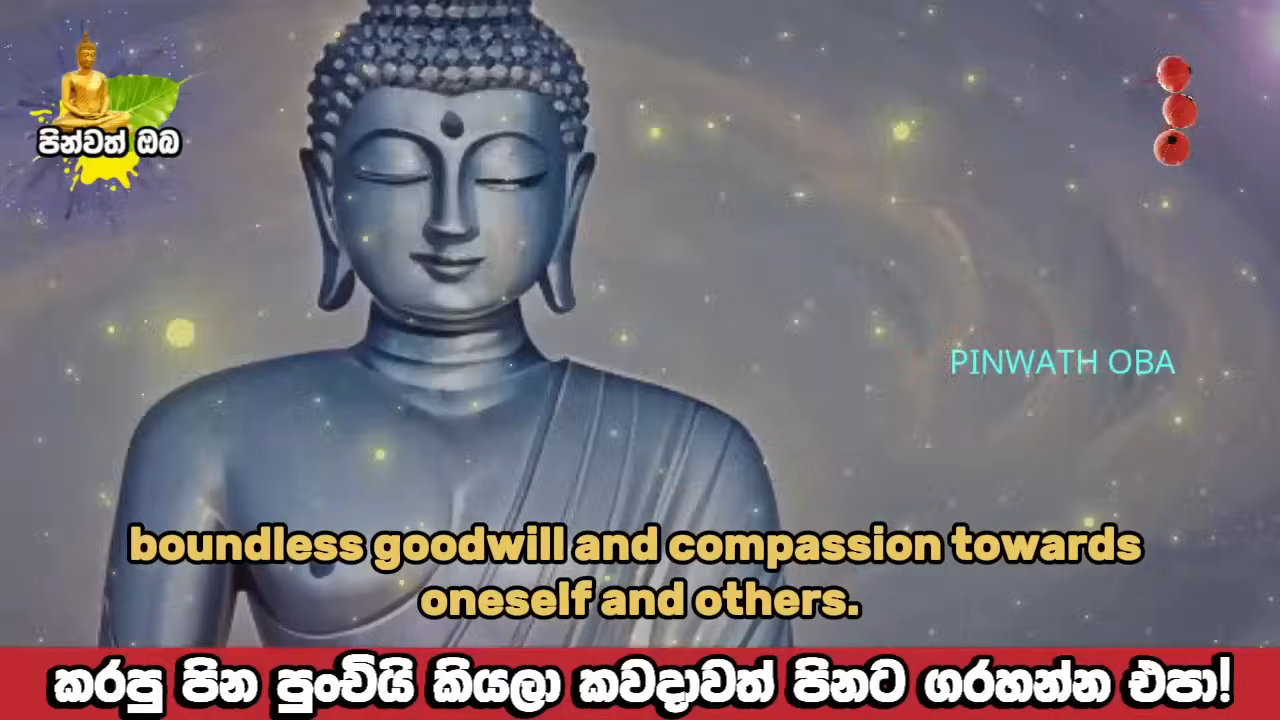 පින්වත් ඔබ
PINWATH OBA
boundless goodwill and compassion towards
oneself and others.
කරපු පින පුංචියි කියලා කවදාවත් පිනට ගරහන්න එපා!